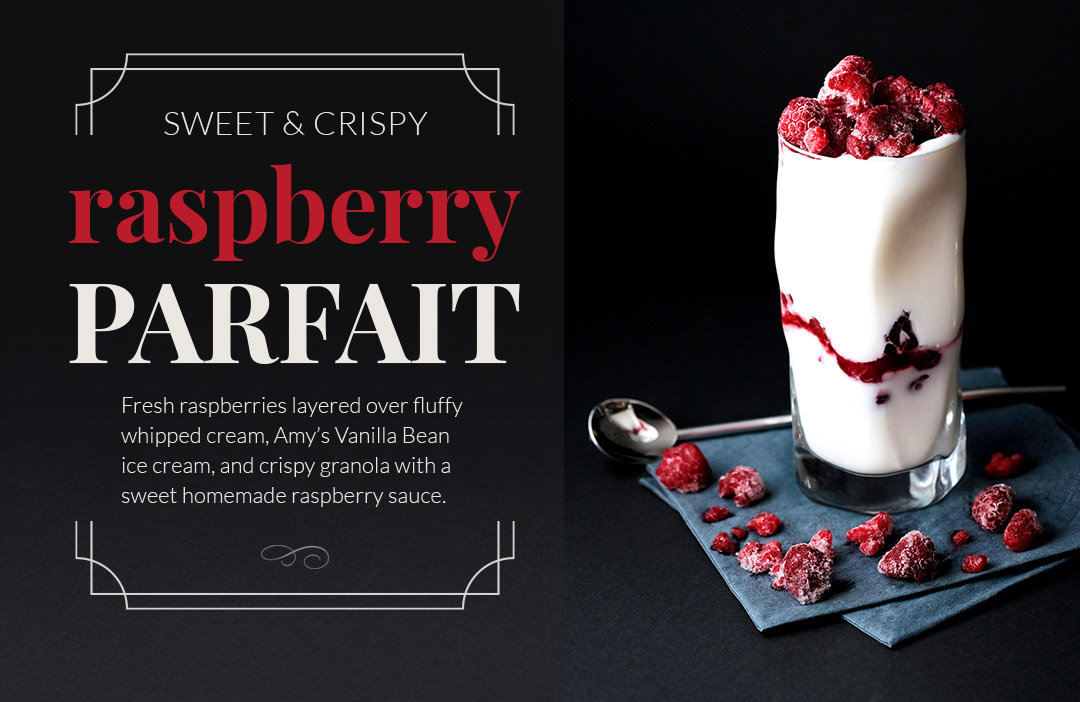 SWEET & CRISPY
raspberry
PARFAIT
Fresh raspberries layered over fluffy
whipped cream, Amy’s Vanilla Bean
ice cream, and crispy granola with a
sweet homemade raspberry sauce.